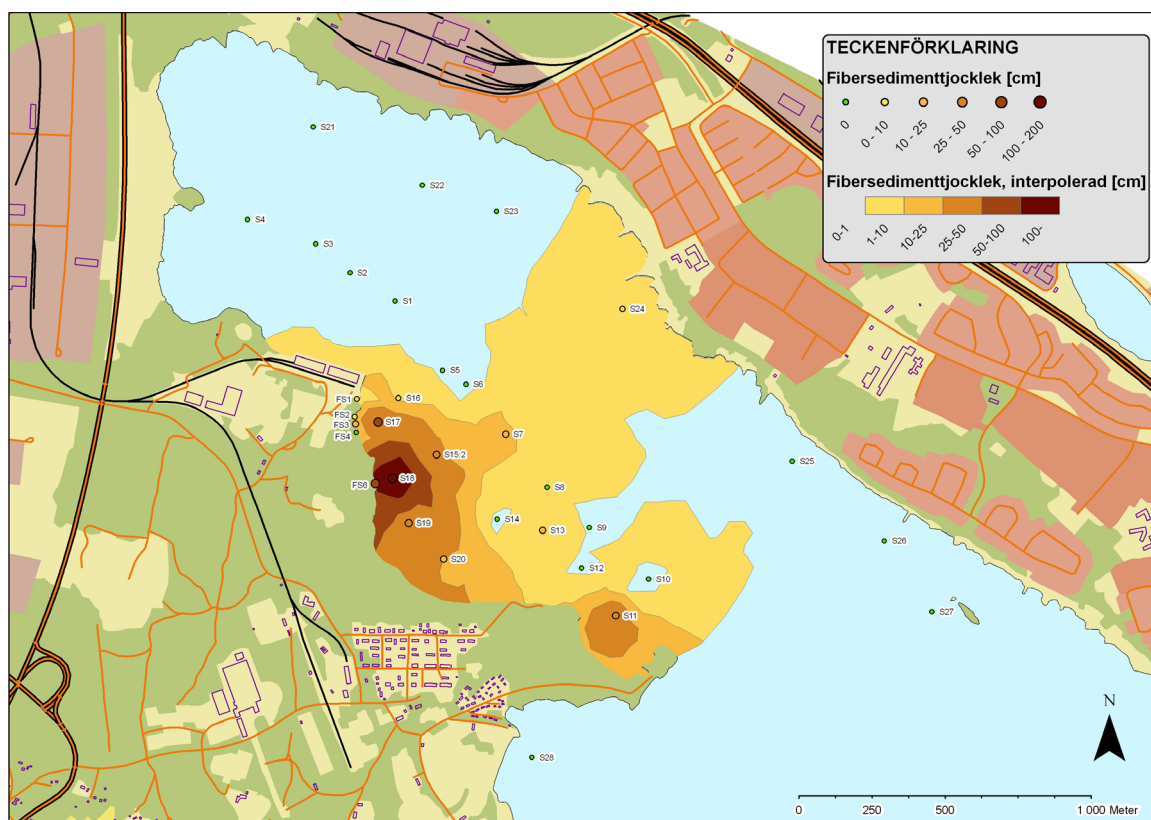 TECKENFÖRKLARING
Fibersedimenttjocklek [cm]
0
0 - 10
10 - 25
25 - 50
50 - 100
100 - 200
Fibersedimenttjocklek, interpolerad [cm]
0-1
1-10
10-25
25-50
50-100
100-
S21
S22
S23
S4
S3
S2
S1
S24
S5
S6
FS1
S16
FS2
FS3
S17
FS4
S7
S15:2
S25
S18
FS6
S8
S14
S19
S9
S13
S26
S20
S12
S10
S27
S11
S28
N
0 250 500 1 000 Meter